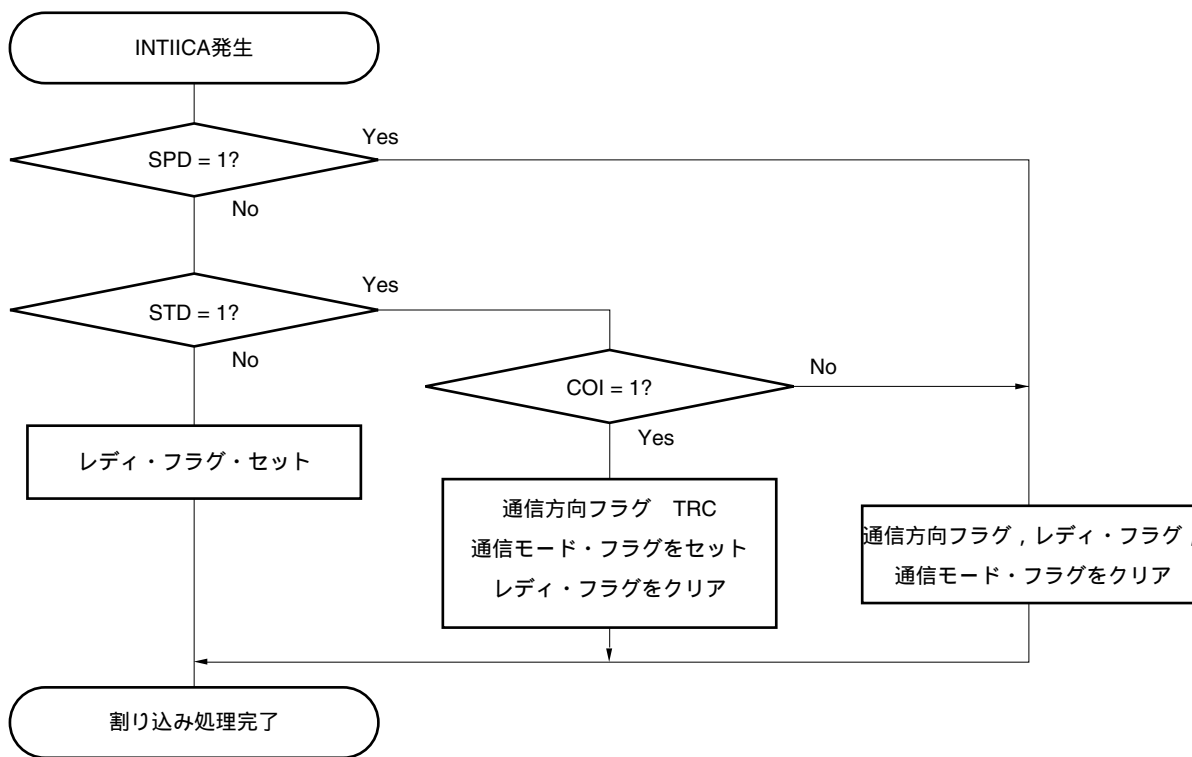 INTIICA発生
SPD = 1?
Yes
No
STD = 1?
Yes
No
COI = 1?
No
Yes
レディ・フラグ・セット
通信方向フラグ　TRC
通信モード・フラグをセット
レディ・フラグをクリア
通信方向フラグ , レディ・フラグ ,
通信モード・フラグをクリア
割り込み処理完了